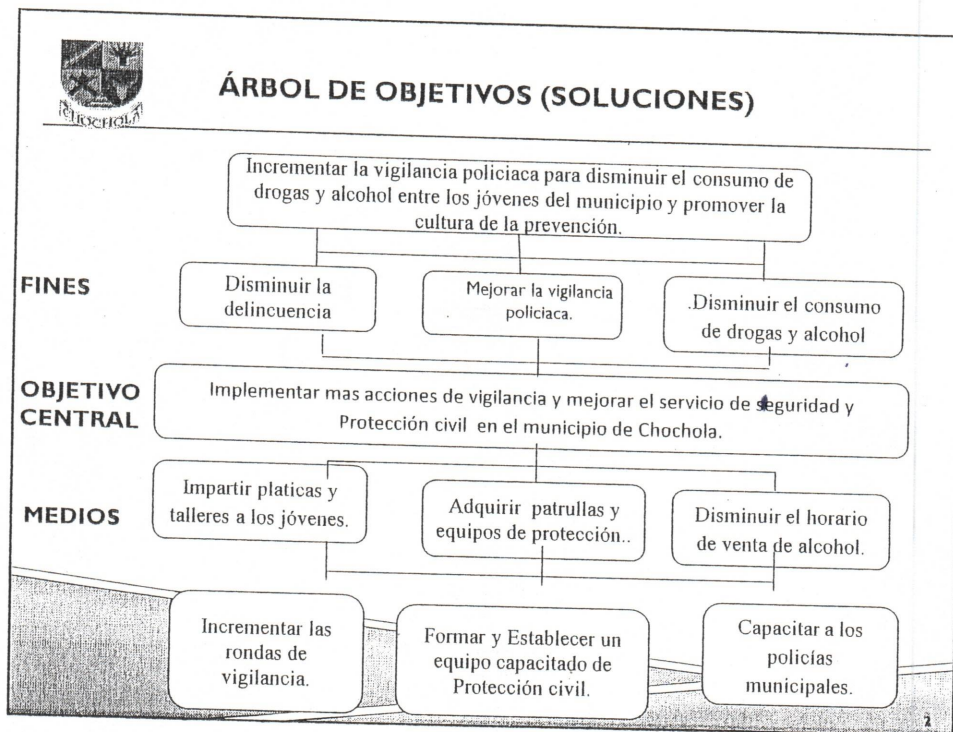 CHOCHOLA
ÁRBOL DE OBJETIVOS (SOLUCIONES)
Incrementar la vigilancia policiaca para disminuir el consumo de
drogas y alcohol entre los jóvenes del municipio y promover la
cultura de la prevención.
FINES
Disminuir la
delincuencia
Mejorar la vigilancia
policiaca.
.Disminuir el consumo
de drogas y alcohol
OBJETIVO
CENTRAL
Implementar mas acciones de vigilancia y mejorar el servicio de seguridad y
Protección civil en el municipio de Chochola.
MEDIOS
Impartir platicas y
talleres a los jóvenes.
Adquirir patrullas y
equipos de protección..
Disminuir el horario
de venta de alcohol.
Incrementar las
rondas de
vigilancia.
Formar y Establecer un
equipo capacitado de
Protección civil.
Capacitar a los
policías
municipales.
2